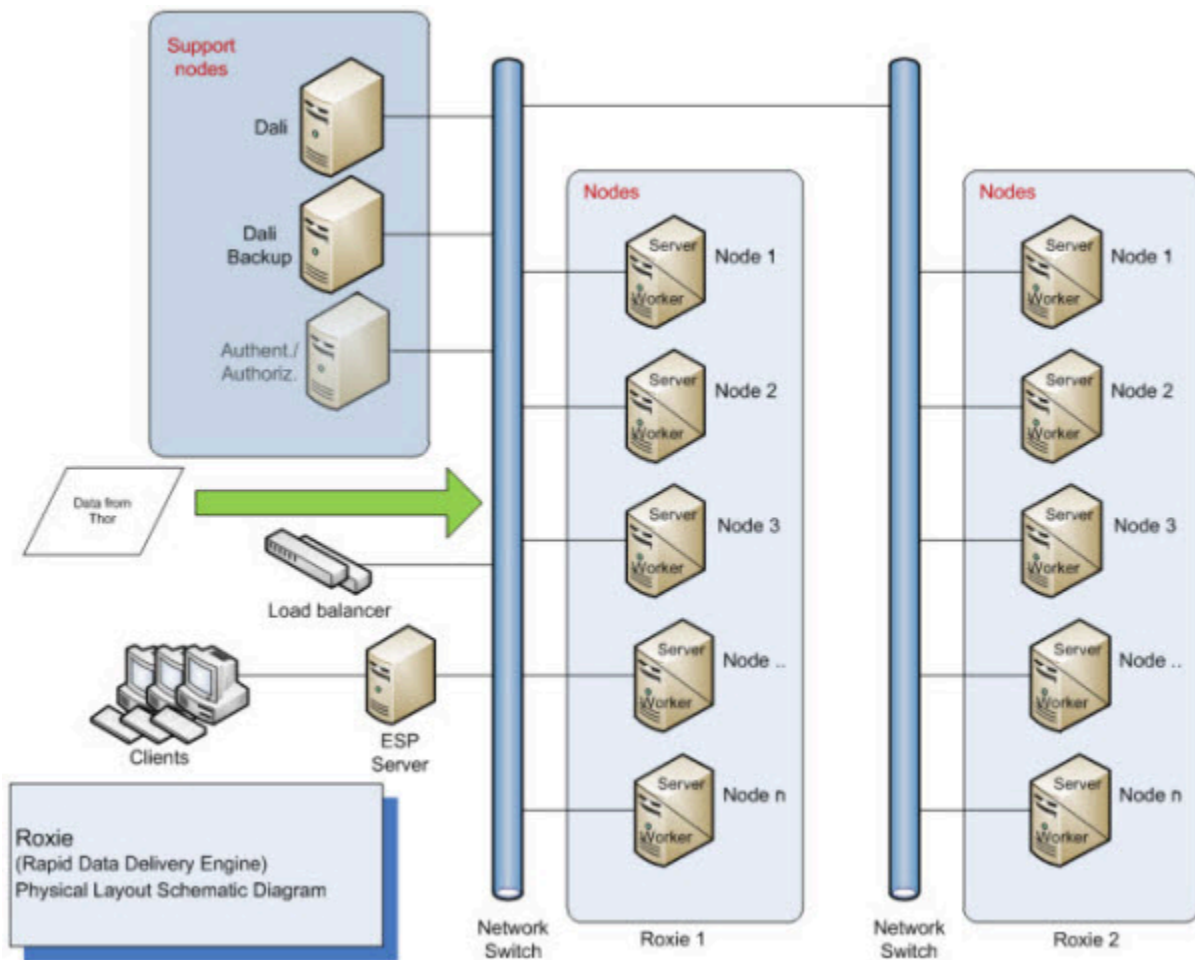 Support
nodes
Dali
Dali
Backup
Authent./
Authoriz.
Data from
Thor
Load balancer
Clients
ESP
Server
Roxie
(Rapid Data Delivery Engine)
Physical Layout Schematic Diagram
Network
Switch
Nodes
Server
Worker
Node 1
Server
Worker
Node 2
Server
Worker
Node 3
Server
Worker
Node ..
Server
Worker
Node n
Roxie 1
Network
Switch
Nodes
Server
Worker
Node 1
Server
Worker
Node 2
Server
Worker
Node 3
Server
Worker
Node ..
Server
Worker
Node n
Roxie 2